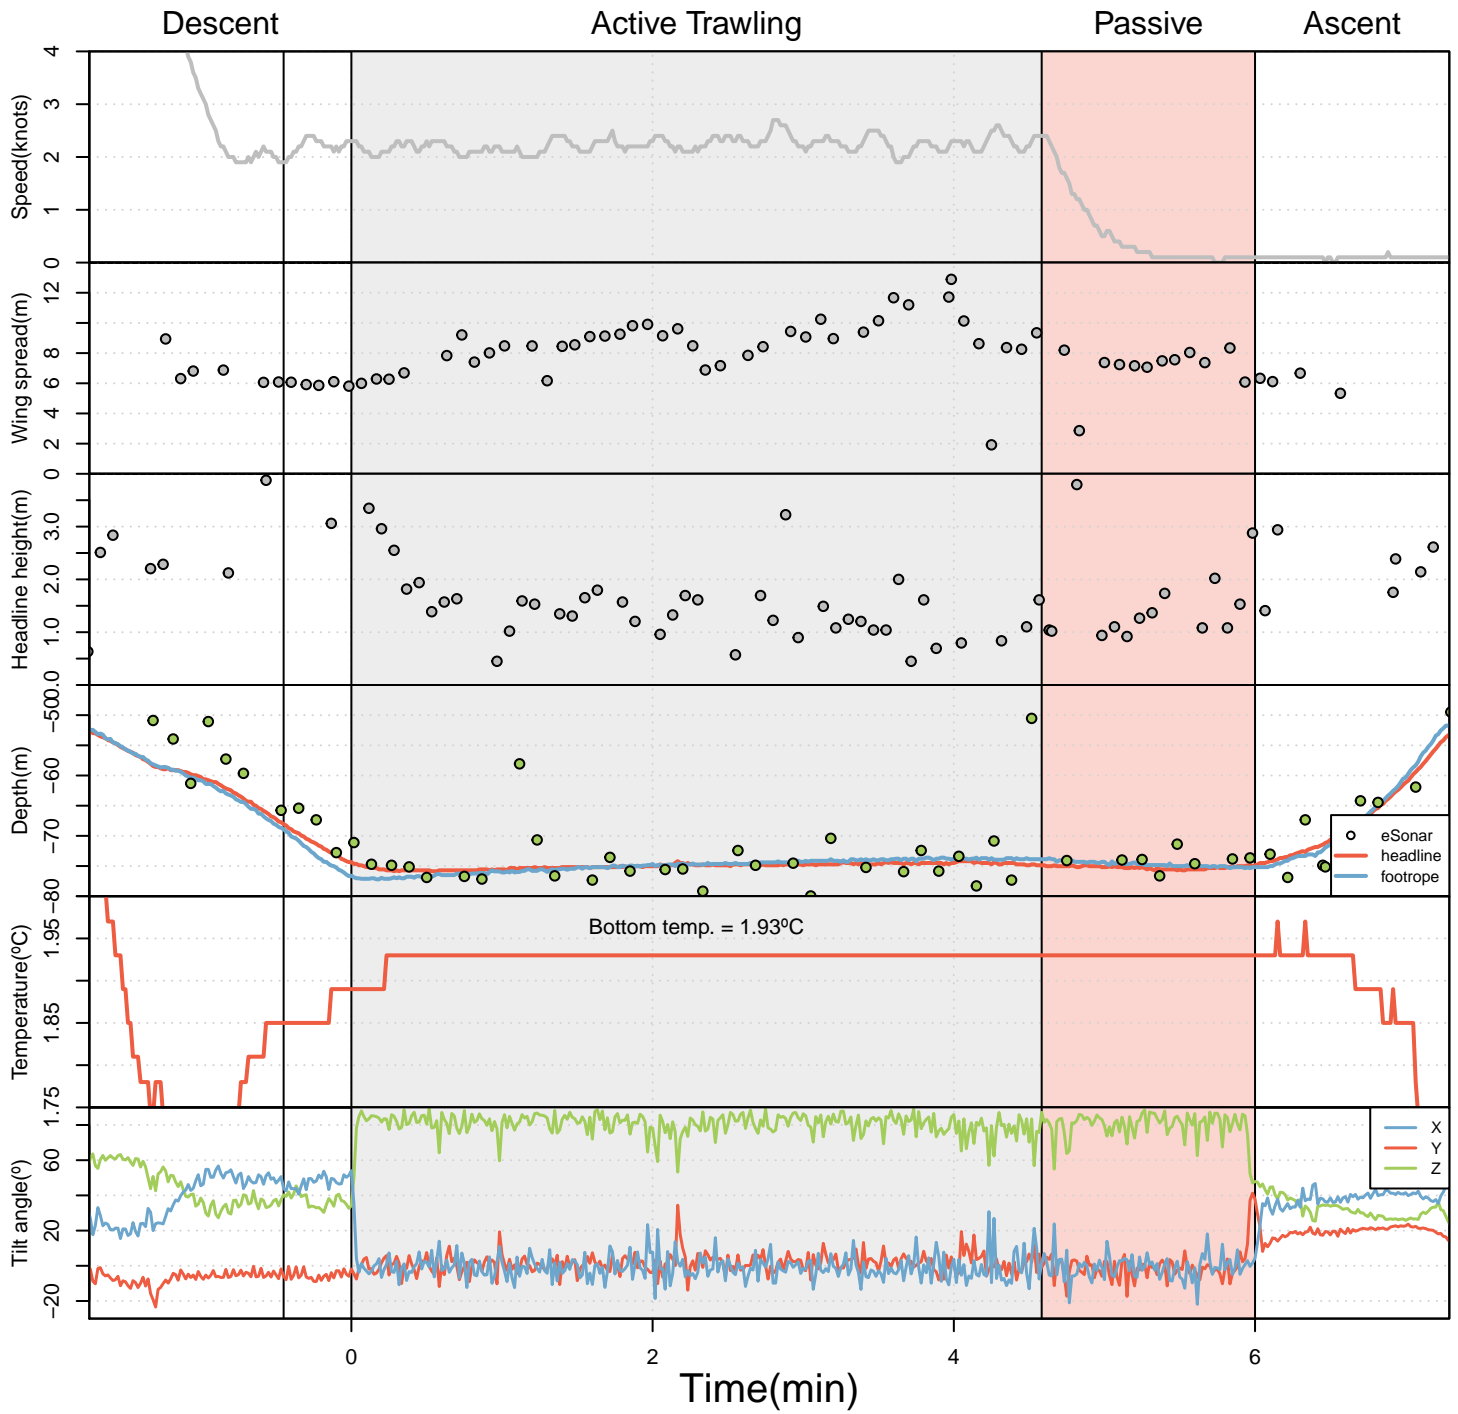 Descent Active Trawling Passive Ascent
Speed(knots)
4
3
2
1
0
Wing spread(m)
12
8
6
4
2
0
Headline height(m)
3.0
2.0
1.0
0.0
Depth(m)
−50
−60
−70
−80
eSonar
headline
footrope
Temperature(ºC)
1.95
1.85
1.75
Bottom temp. = 1.93ºC
Tilt angle(º)
60
20
−20
X
Y
Z
0 2 4 6
Time(min)